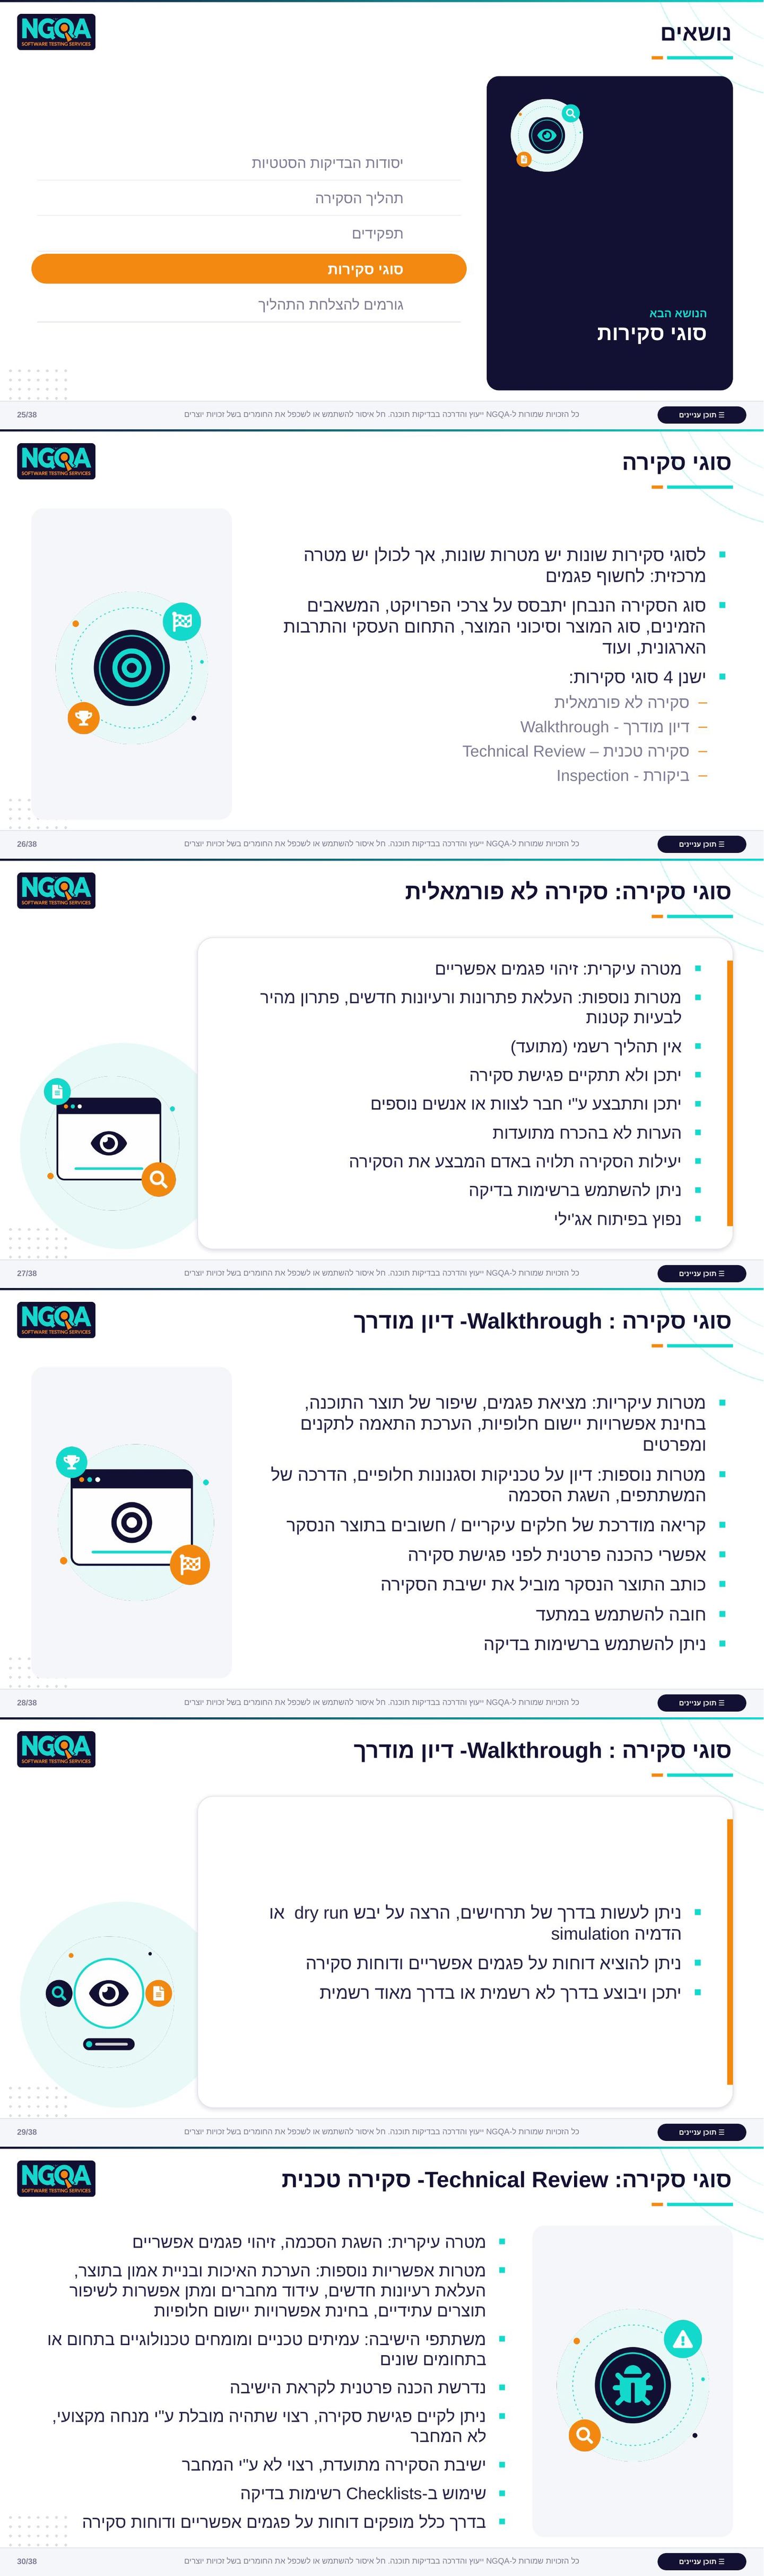 נושאים
NGQA
SOFTWARE TESTING SERVICES
הנושא הבא
סוגי סקירות
יסודות הבדיקות הסטטיות
תהליך הסקירה
תפקידים
סוגי סקירות
גורמים להצלחת התהליך
☰ תוכן עניינים
כל הזכויות שמורות ל-NGQA ייעוץ והדרכה בבדיקות תוכנה. חל איסור להשתמש או לשכפל את החומרים בשל זכויות יוצרים
25/38
סוגי סקירה
NGQA
SOFTWARE TESTING SERVICES
לסוגי סקירות שונות יש מטרות שונות, אך לכולן יש מטרה
מרכזית: לחשוף פגמים
סוג הסקירה הנבחן יתבסס על צרכי הפרויקט, המשאבים
הזמינים, סוג המוצר וסיכוני המוצר, התחום העסקי והתרבות
הארגונית, ועוד
ישנן 4 סוגי סקירות:
– סקירה לא פורמאלית
– דיון מודרך - Walkthrough
– סקירה טכנית – Technical Review
– ביקורת - Inspection
☰ תוכן עניינים
כל הזכויות שמורות ל-NGQA ייעוץ והדרכה בבדיקות תוכנה. חל איסור להשתמש או לשכפל את החומרים בשל זכויות יוצרים
26/38
סוגי סקירה: סקירה לא פורמאלית
NGQA
SOFTWARE TESTING SERVICES
מטרה עיקרית: זיהוי פגמים אפשריים
מטרות נוספות: העלאת פתרונות ורעיונות חדשים, פתרון מהיר
לבעיות קטנות
אין תהליך רשמי (מתועד)
יתכן ולא תתקיים פגישת סקירה
יתכן ותתבצע ע"י חבר לצוות או אנשים נוספים
הערות לא בהכרח מתועדות
יעילות הסקירה תלויה באדם המבצע את הסקירה
ניתן להשתמש ברשימות בדיקה
נפוץ בפיתוח אג'ילי
☰ תוכן עניינים
כל הזכויות שמורות ל-NGQA ייעוץ והדרכה בבדיקות תוכנה. חל איסור להשתמש או לשכפל את החומרים בשל זכויות יוצרים
27/38
סוגי סקירה : Walkthrough- דיון מודרך
NGQA
SOFTWARE TESTING SERVICES
מטרות עיקריות: מציאת פגמים, שיפור של תוצר התוכנה,
בחינת אפשרויות יישום חלופיות, הערכת התאמה לתקנים
ומפרטים
מטרות נוספות: דיון על טכניקות וסגנונות חלופיים, הדרכה של
המשתתפים, השגת הסכמה
קריאה מודרכת של חלקים עיקריים / חשובים בתוצר הנסקר
אפשרי כהכנה פרטנית לפני פגישת סקירה
כותב התוצר הנסקר מוביל את ישיבת הסקירה
חובה להשתמש במתעד
ניתן להשתמש ברשימות בדיקה
☰ תוכן עניינים
כל הזכויות שמורות ל-NGQA ייעוץ והדרכה בבדיקות תוכנה. חל איסור להשתמש או לשכפל את החומרים בשל זכויות יוצרים
28/38
סוגי סקירה : Walkthrough- דיון מודרך
NGQA
SOFTWARE TESTING SERVICES
ניתן לעשות בדרך של תרחישים, הרצה על יבש dry run או
הדמיה simulation
ניתן להוציא דוחות על פגמים אפשריים ודוחות סקירה
יתכן ויבוצע בדרך לא רשמית או בדרך מאוד רשמית
☰ תוכן עניינים
כל הזכויות שמורות ל-NGQA ייעוץ והדרכה בבדיקות תוכנה. חל איסור להשתמש או לשכפל את החומרים בשל זכויות יוצרים
29/38
סוגי סקירה: Technical Review- סקירה טכנית
NGQA
SOFTWARE TESTING SERVICES
מטרה עיקרית: השגת הסכמה, זיהוי פגמים אפשריים
מטרות אפשריות נוספות: הערכת האיכות ובניית אמון בתוצר,
העלאת רעיונות חדשים, עידוד מחברים ומתן אפשרות לשיפור
תוצרים עתידיים, בחינת אפשרויות יישום חלופיות
משתתפי הישיבה: עמיתים טכניים ומומחים טכנולוגיים בתחום או
בתחומים שונים
נדרשת הכנה פרטנית לקראת הישיבה
ניתן לקיים פגישת סקירה, רצוי שתהיה מובלת ע"י מנחה מקצועי,
לא המחבר
ישיבת הסקירה מתועדת, רצוי לא ע"י המחבר
שימוש ב-Checklists רשימות בדיקה
בדרך כלל מופקים דוחות על פגמים אפשריים ודוחות סקירה
☰ תוכן עניינים
כל הזכויות שמורות ל-NGQA ייעוץ והדרכה בבדיקות תוכנה. חל איסור להשתמש או לשכפל את החומרים בשל זכויות יוצרים
30/38